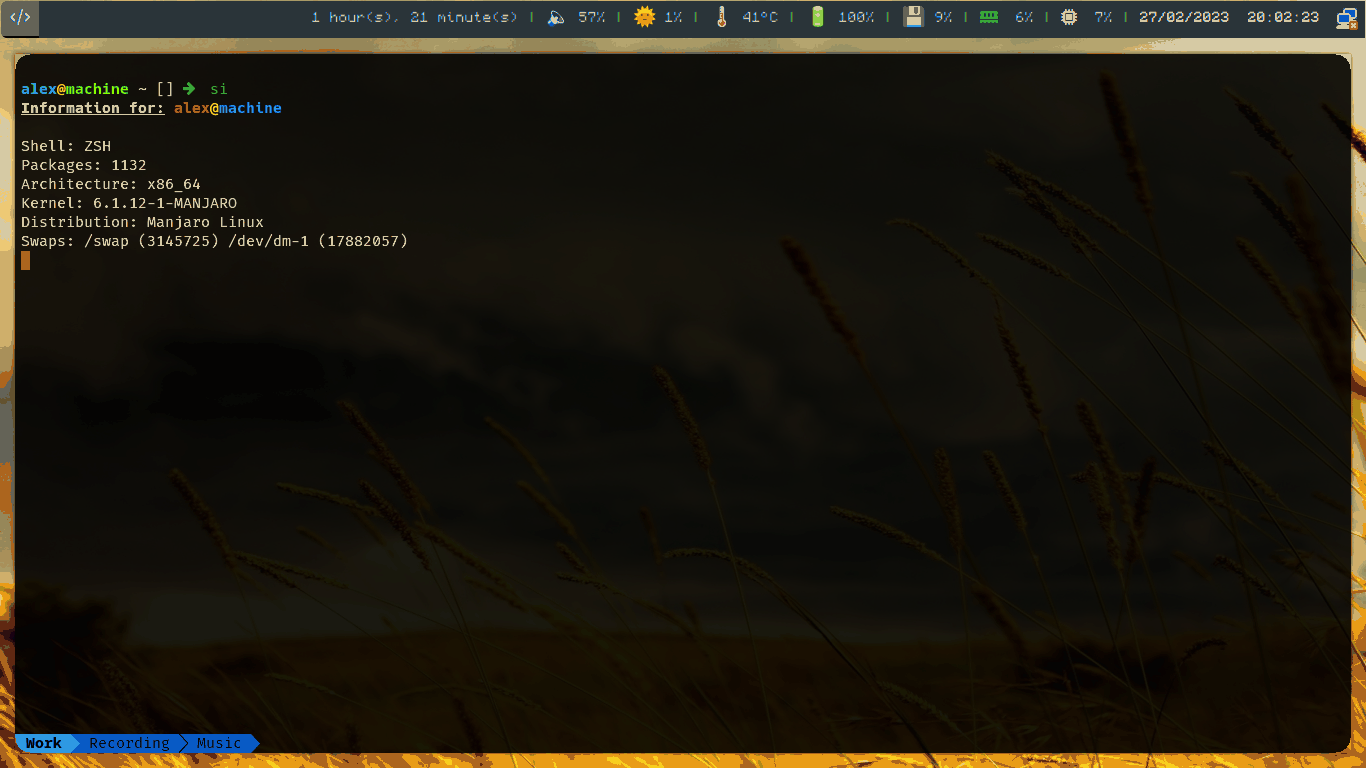 </> 1 hour(s), 21 minute(s) | 57% | 1% | 41°C | 100% | 9% | 6% | 7% | 27/02/2023 20:02:23
alex@machine ~ [] ➜ si
Information for: alex@machine
Shell: ZSH
Packages: 1132
Architecture: x86_64
Kernel: 6.1.12-1-MANJARO
Distribution: Manjaro Linux
Swaps: /swap (3145725) /dev/dm-1 (17882057)
Work Recording Music